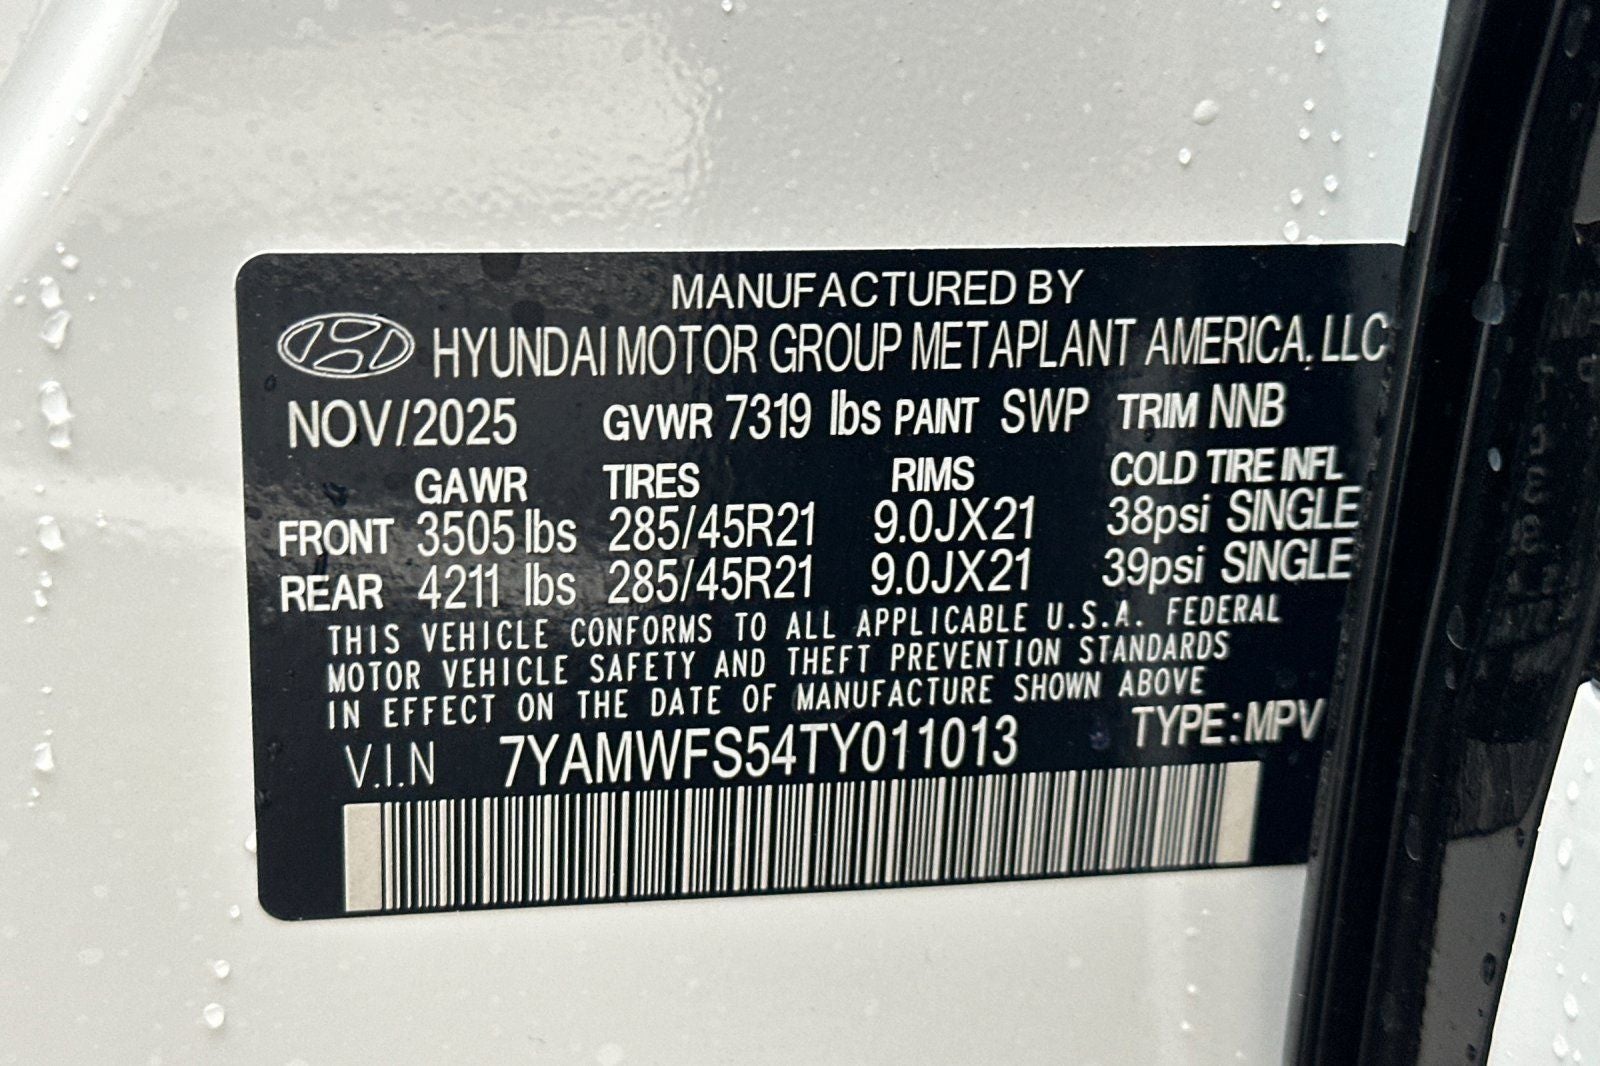 MANUFACTURED BY
HYUNDAI MOTOR GROUP METAPLANT AMERICA, LLC
NOV/2025 GVWR 7319 lbs PAINT SWP TRIM NNB
GAWR TIRES RIMS COLD TIRE INFL
FRONT 3505 lbs 285/45R21 9.0JX21 38psi SINGLE
REAR 4211 lbs 285/45R21 9.0JX21 39psi SINGLE
THIS VEHICLE CONFORMS TO ALL APPLICABLE U.S.A. FEDERAL
MOTOR VEHICLE SAFETY AND THEFT PREVENTION STANDARDS
IN EFFECT ON THE DATE OF MANUFACTURE SHOWN ABOVE
V.I.N 7YAMWFS54TY011013 TYPE:MPV